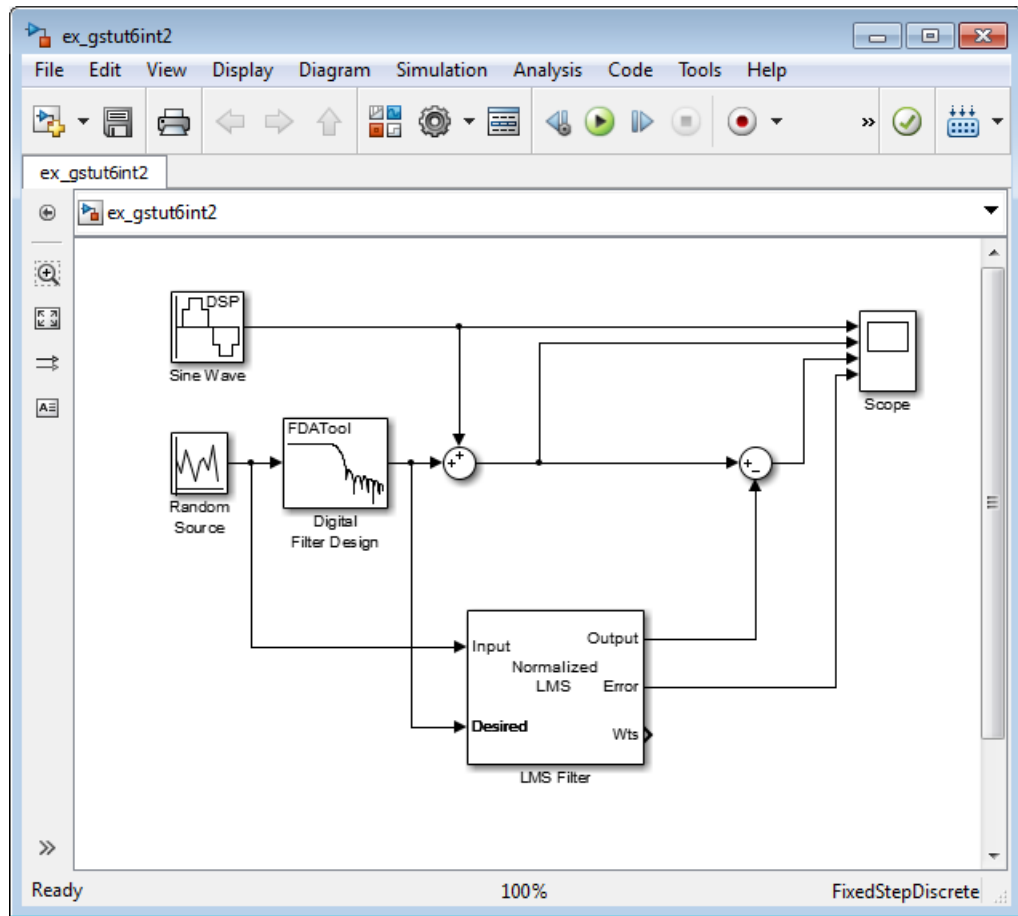 ex_gstut6int2
File Edit View Display Diagram Simulation Analysis Code Tools Help
»
ex_gstut6int2
ex_gstut6int2
A
DSP
Sine Wave
Scope
FDATool
Random
Source
Digital
Filter Design
+ +
+ −
Input
Output
Normalized
LMS
Error
Desired
Wts
LMS Filter
»
Ready 100% FixedStepDiscrete